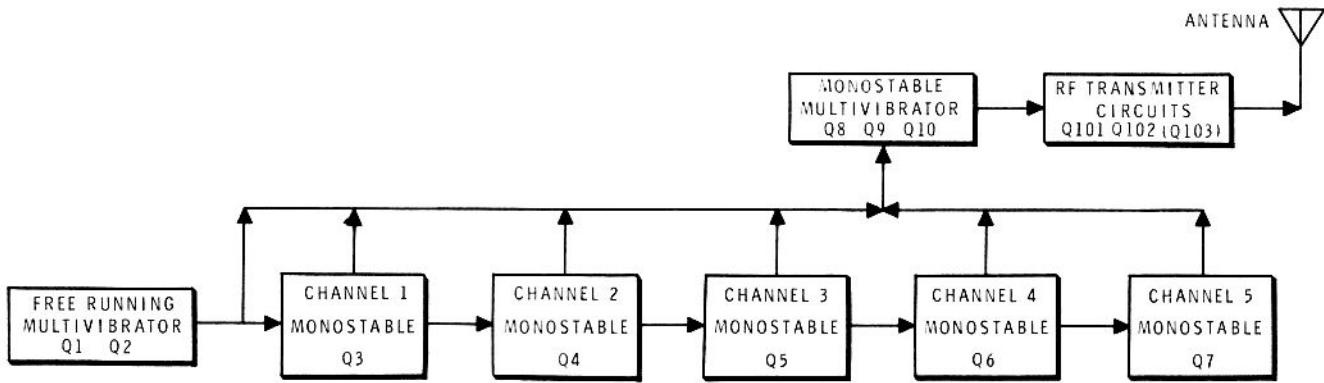 ANTENNA
MONOSTABLE
MULTIVIBRATOR
Q8 Q9 Q10
RF TRANSMITTER
CIRCUITS
Q101 Q102 (Q103)
FREE RUNNING
MULTIVIBRATOR
Q1 Q2
CHANNEL 1
MONOSTABLE
Q3
CHANNEL 2
MONOSTABLE
Q4
CHANNEL 3
MONOSTABLE
Q5
CHANNEL 4
MONOSTABLE
Q6
CHANNEL 5
MONOSTABLE
Q7